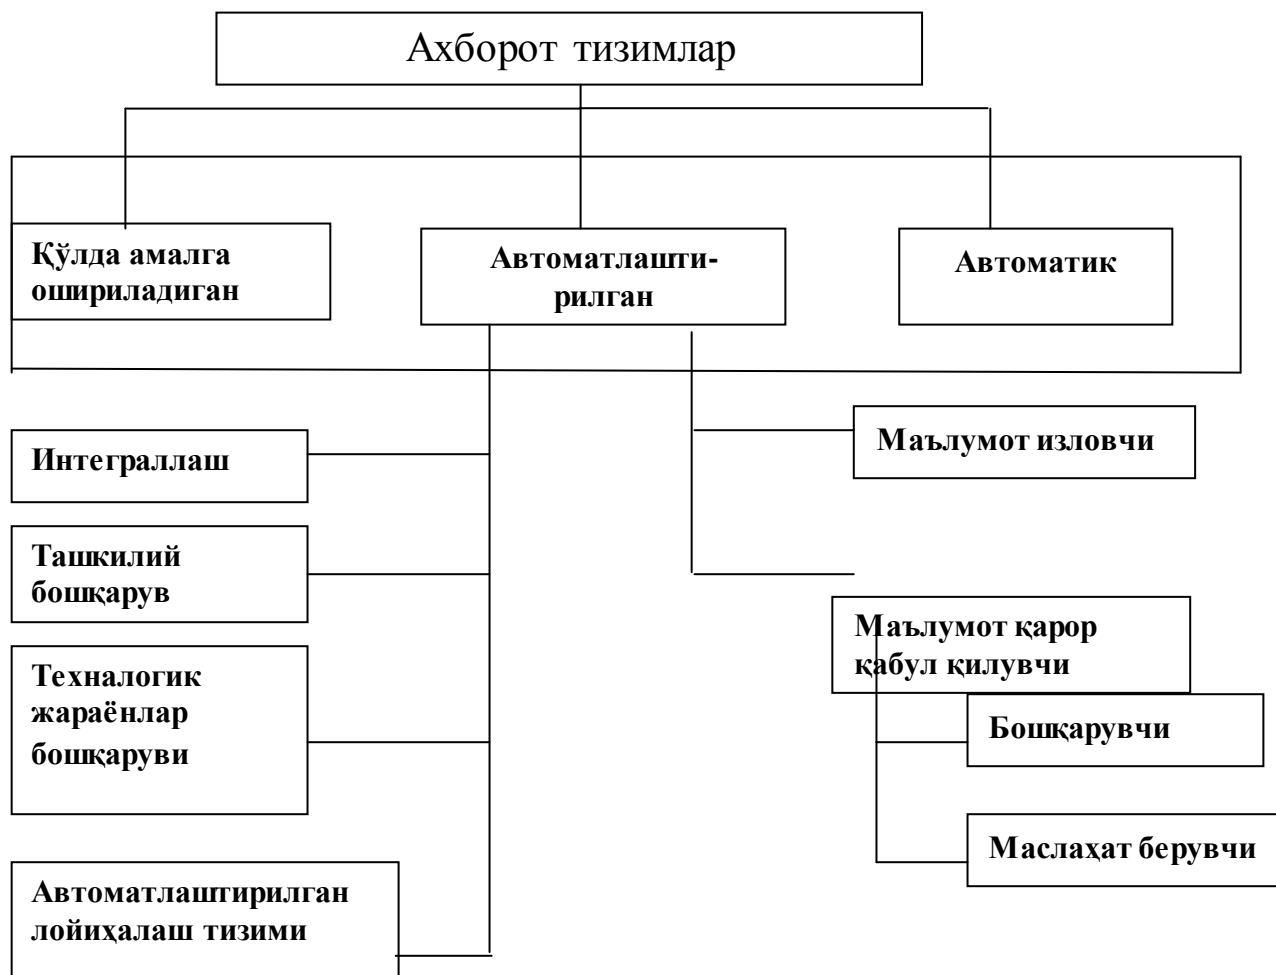 Ахборот тизимлар
Қўлда амалга
ошириладиган
Автоматлашти-
рилган
Автоматик
Интеграллаш
Ташкилий
бошқарув
Техналогик
жараёнлар
бошқаруви
Автоматлаштирилган
лойиҳалаш тизими
Маълумот изловчи
Маълумот қарор
қабул қилувчи
Бошқарувчи
Маслаҳат берувчи